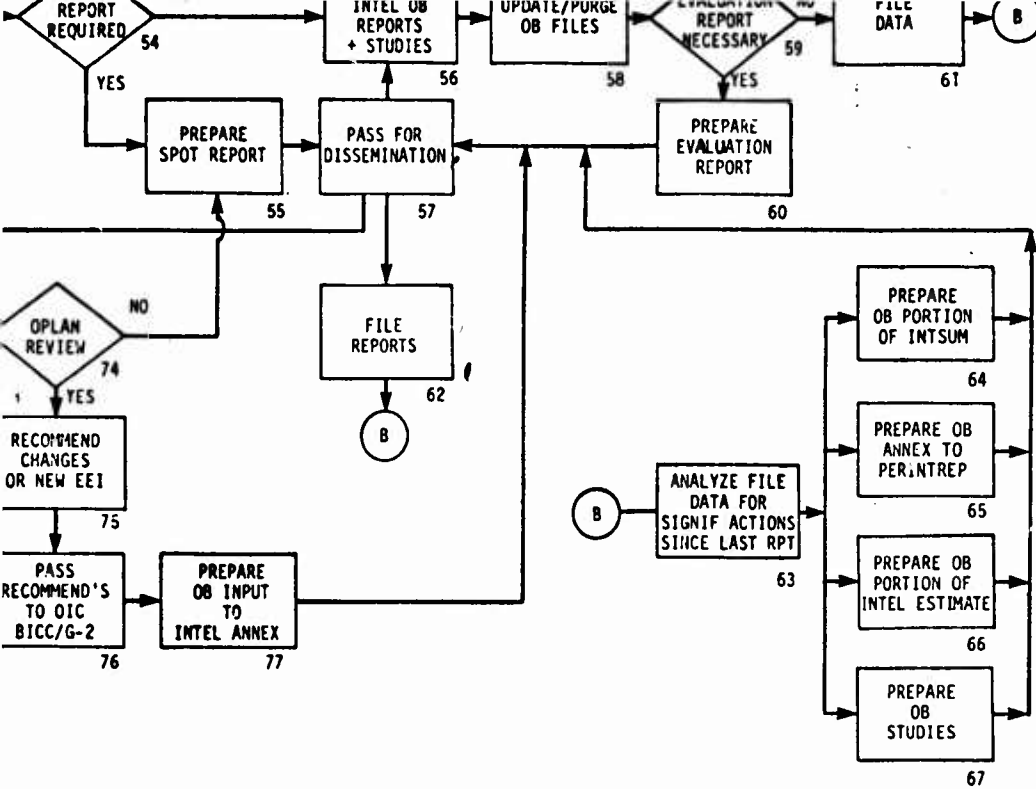 REPORT
REQUIRED
54
YES
INTEL OB
REPORTS
+ STUDIES
56
UPDATE/PURGE
OB FILES
58
EVALUATION
REPORT
NECESSARY
59
NO
YES
FILE
DATA
61
B
PREPARE
SPOT REPORT
55
PASS FOR
DISSEMINATION
57
PREPARE
EVALUATION
REPORT
60
OPLAN
REVIEW
74
NO
YES
FILE
REPORTS
62
B
PREPARE
OB PORTION
OF INTSUM
64
RECOMMEND
CHANGES
OR NEW EEI
75
PREPARE OB
ANNEX TO
PERINTREP
65
B
ANALYZE FILE
DATA FOR
SIGNIF ACTIONS
SINCE LAST RPT
63
PASS
RECOMMEND'S
TO OIC
BICC/G-2
76
PREPARE
OB INPUT
TO
INTEL ANNEX
77
PREPARE OB
PORTION OF
INTEL ESTIMATE
66
PREPARE
OB
STUDIES
67